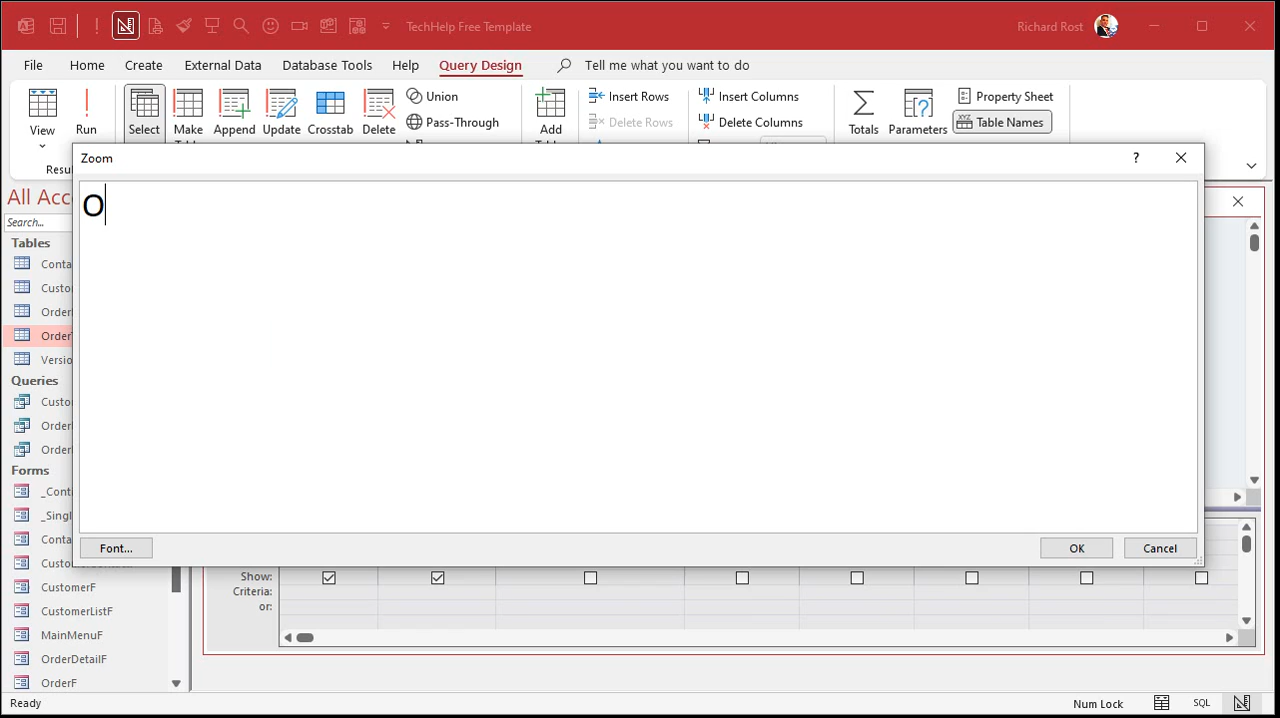 TechHelp Free Template
Richard Rost
File Home Create External Data Database Tools Help Query Design Tell me what you want to do
View
Run
Select
Make
Append
Update
Crosstab
Delete
Union
Pass-Through
Add
Insert Rows
Delete Rows
Insert Columns
Delete Columns
Totals
Parameters
Property Sheet
Table Names
Resu
Zoom
?
O
Font...
OK
Cancel
All Acc
Search...
Tables
Conta
Custo
Order
Order
Versio
Queries
Custo
Order
Order
Forms
_Cont
_Singl
Conta
CustomerF
CustomerListF
MainMenuF
OrderDetailF
OrderF
Show:
Criteria:
or:
Ready
Num Lock
SQL